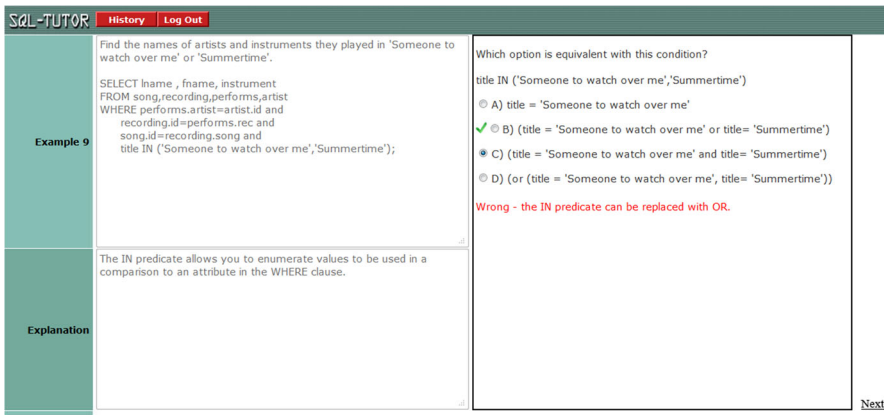 SQL-TUTOR History Log Out
Example 9
Find the names of artists and instruments they played in 'Someone to
watch over me' or 'Summertime'.
SELECT lname , fname, instrument
FROM song,recording,performs,artist
WHERE performs.artist=artist.id and
recording.id=performs.rec and
song.id=recording.song and
title IN ('Someone to watch over me','Summertime');
Which option is equivalent with this condition?
title IN ('Someone to watch over me','Summertime')
A) title = 'Someone to watch over me'
B) (title = 'Someone to watch over me' or title= 'Summertime')
C) (title = 'Someone to watch over me' and title= 'Summertime')
D) (or (title = 'Someone to watch over me', title= 'Summertime'))
Wrong - the IN predicate can be replaced with OR.
Explanation
The IN predicate allows you to enumerate values to be used in a
comparison to an attribute in the WHERE clause.
Next